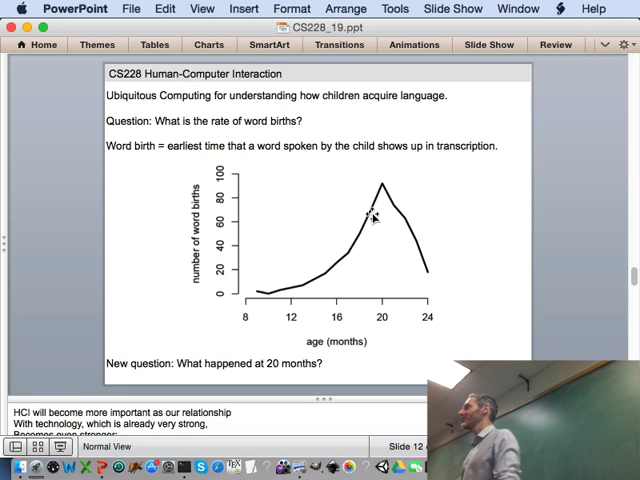 PowerPoint File Edit View Insert Format Arrange Tools Slide Show Window Help
CS228_19.ppt
Home Themes Tables Charts SmartArt Transitions Animations Slide Show Review
CS228 Human-Computer Interaction
Ubiquitous Computing for understanding how children acquire language.
Question: What is the rate of word births?
Word birth = earliest time that a word spoken by the child shows up in transcription.
number of word births
100
80
60
40
20
0
8 12 16 20 24
age (months)
New question: What happened at 20 months?
HCI will become more important as our relationship
With technology, which is already very strong,
Becomes even stronger
Normal View Slide 12 of